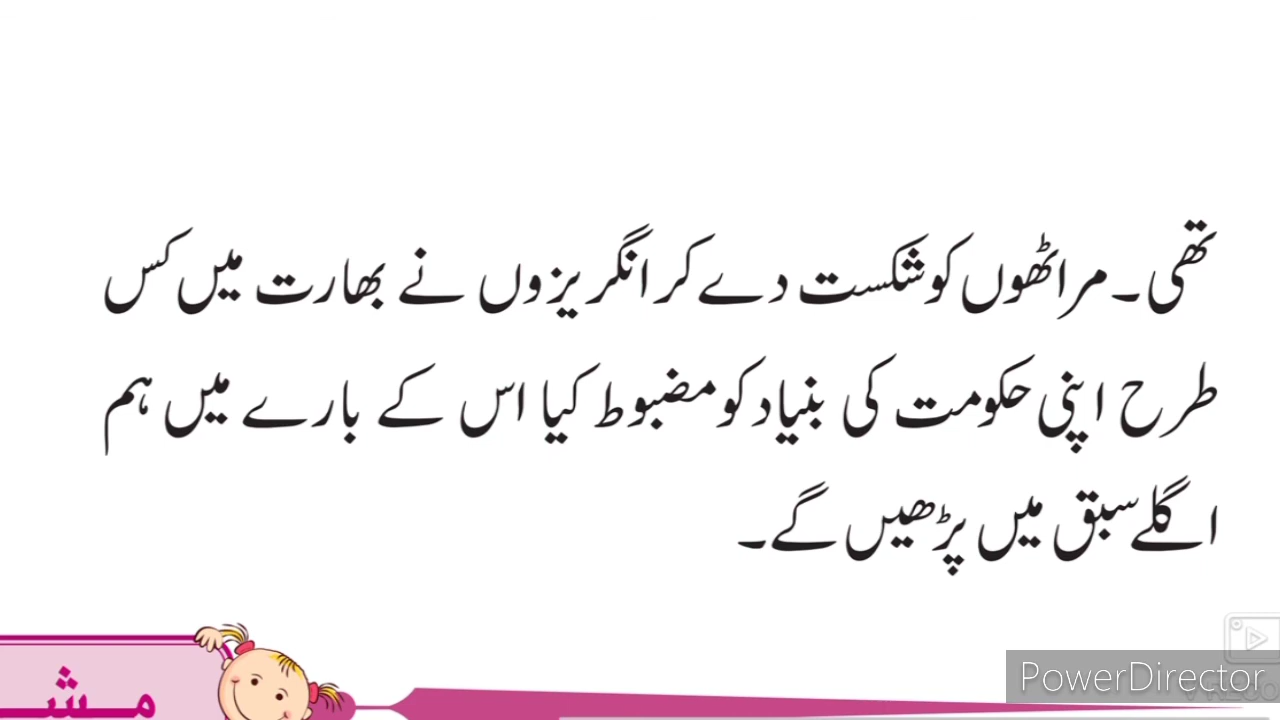 تھی۔ مراٹھوں کو شکست دے کر انگریزوں نے بھارت میں کس
طرح اپنی حکومت کی بنیاد کو مضبوط کیا اس کے بارے میں ہم
اگلے سبق میں پڑھیں گے۔
PowerDirector